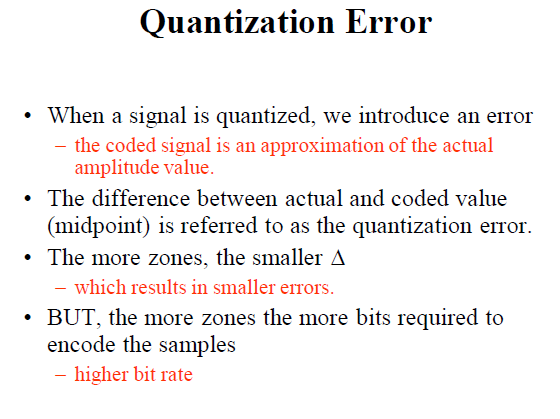 Quantization Error
• When a signal is quantized, we introduce an error
– the coded signal is an approximation of the actual
amplitude value.
• The difference between actual and coded value
(midpoint) is referred to as the quantization error.
• The more zones, the smaller Δ
– which results in smaller errors.
• BUT, the more zones the more bits required to
encode the samples
– higher bit rate